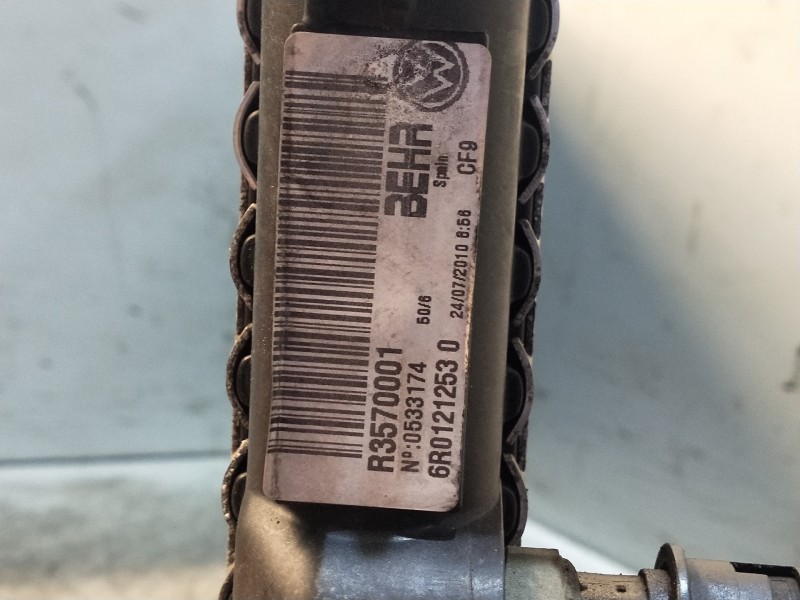 BEHR
Spain
CF9
50/6
24/07/2010 8:56
R3570001
Nº:0533174
6R0121253 0